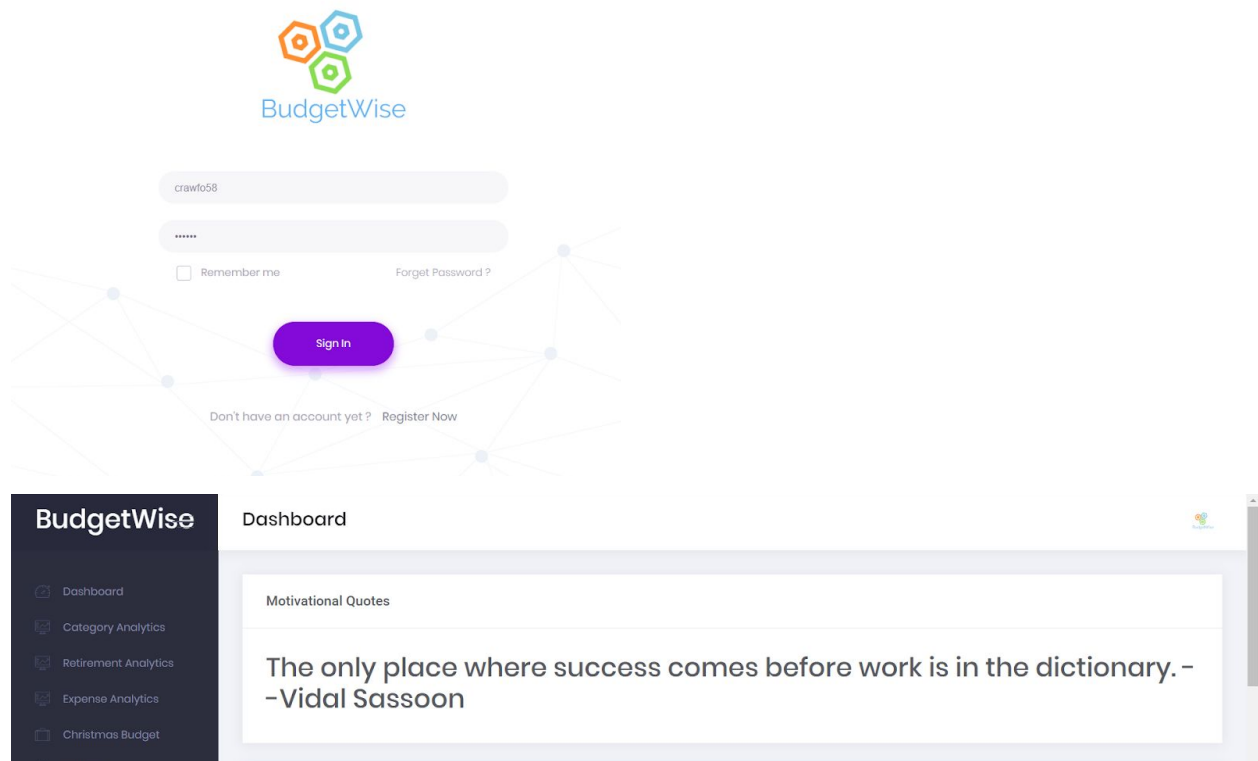 BudgetWise
crawfo58
••••••
Remember me
Forget Password ?
Sign In
Don't have an account yet ? Register Now
BudgetWise
Dashboard
Dashboard
Category Analytics
Retirement Analytics
Expense Analytics
Christmas Budget
Motivational Quotes
The only place where success comes before work is in the dictionary. -
-Vidal Sassoon